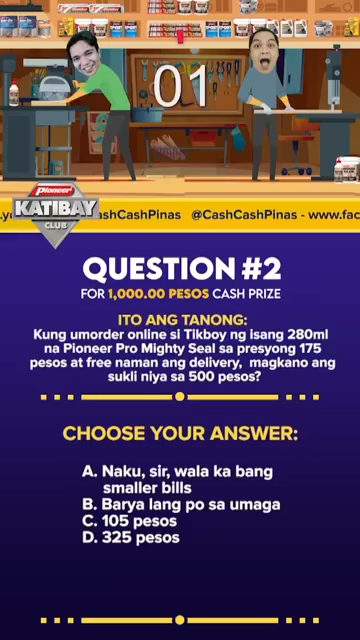 01
PIONEER
KATIBAY
CLUB
ashCashPinas @CashCashPinas - www.fac
QUESTION #2
FOR 1,000.00 PESOS CASH PRIZE
ITO ANG TANONG:
Kung umorder online si Tikboy ng isang 280ml
na Pioneer Pro Mighty Seal sa presyong 175
pesos at free naman ang delivery, magkano ang
sukli niya sa 500 pesos?
CHOOSE YOUR ANSWER:
A. Naku, sir, wala ka bang
smaller bills
B. Barya lang po sa umaga
C. 105 pesos
D. 325 pesos